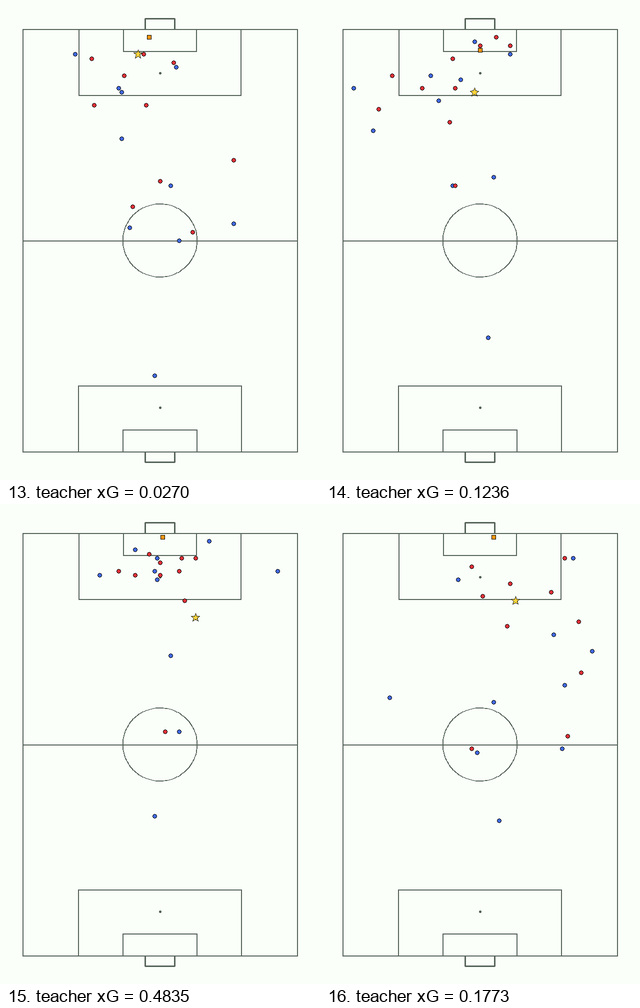 13. teacher xG = 0.0270
14. teacher xG = 0.1236
15. teacher xG = 0.4835
16. teacher xG = 0.1773